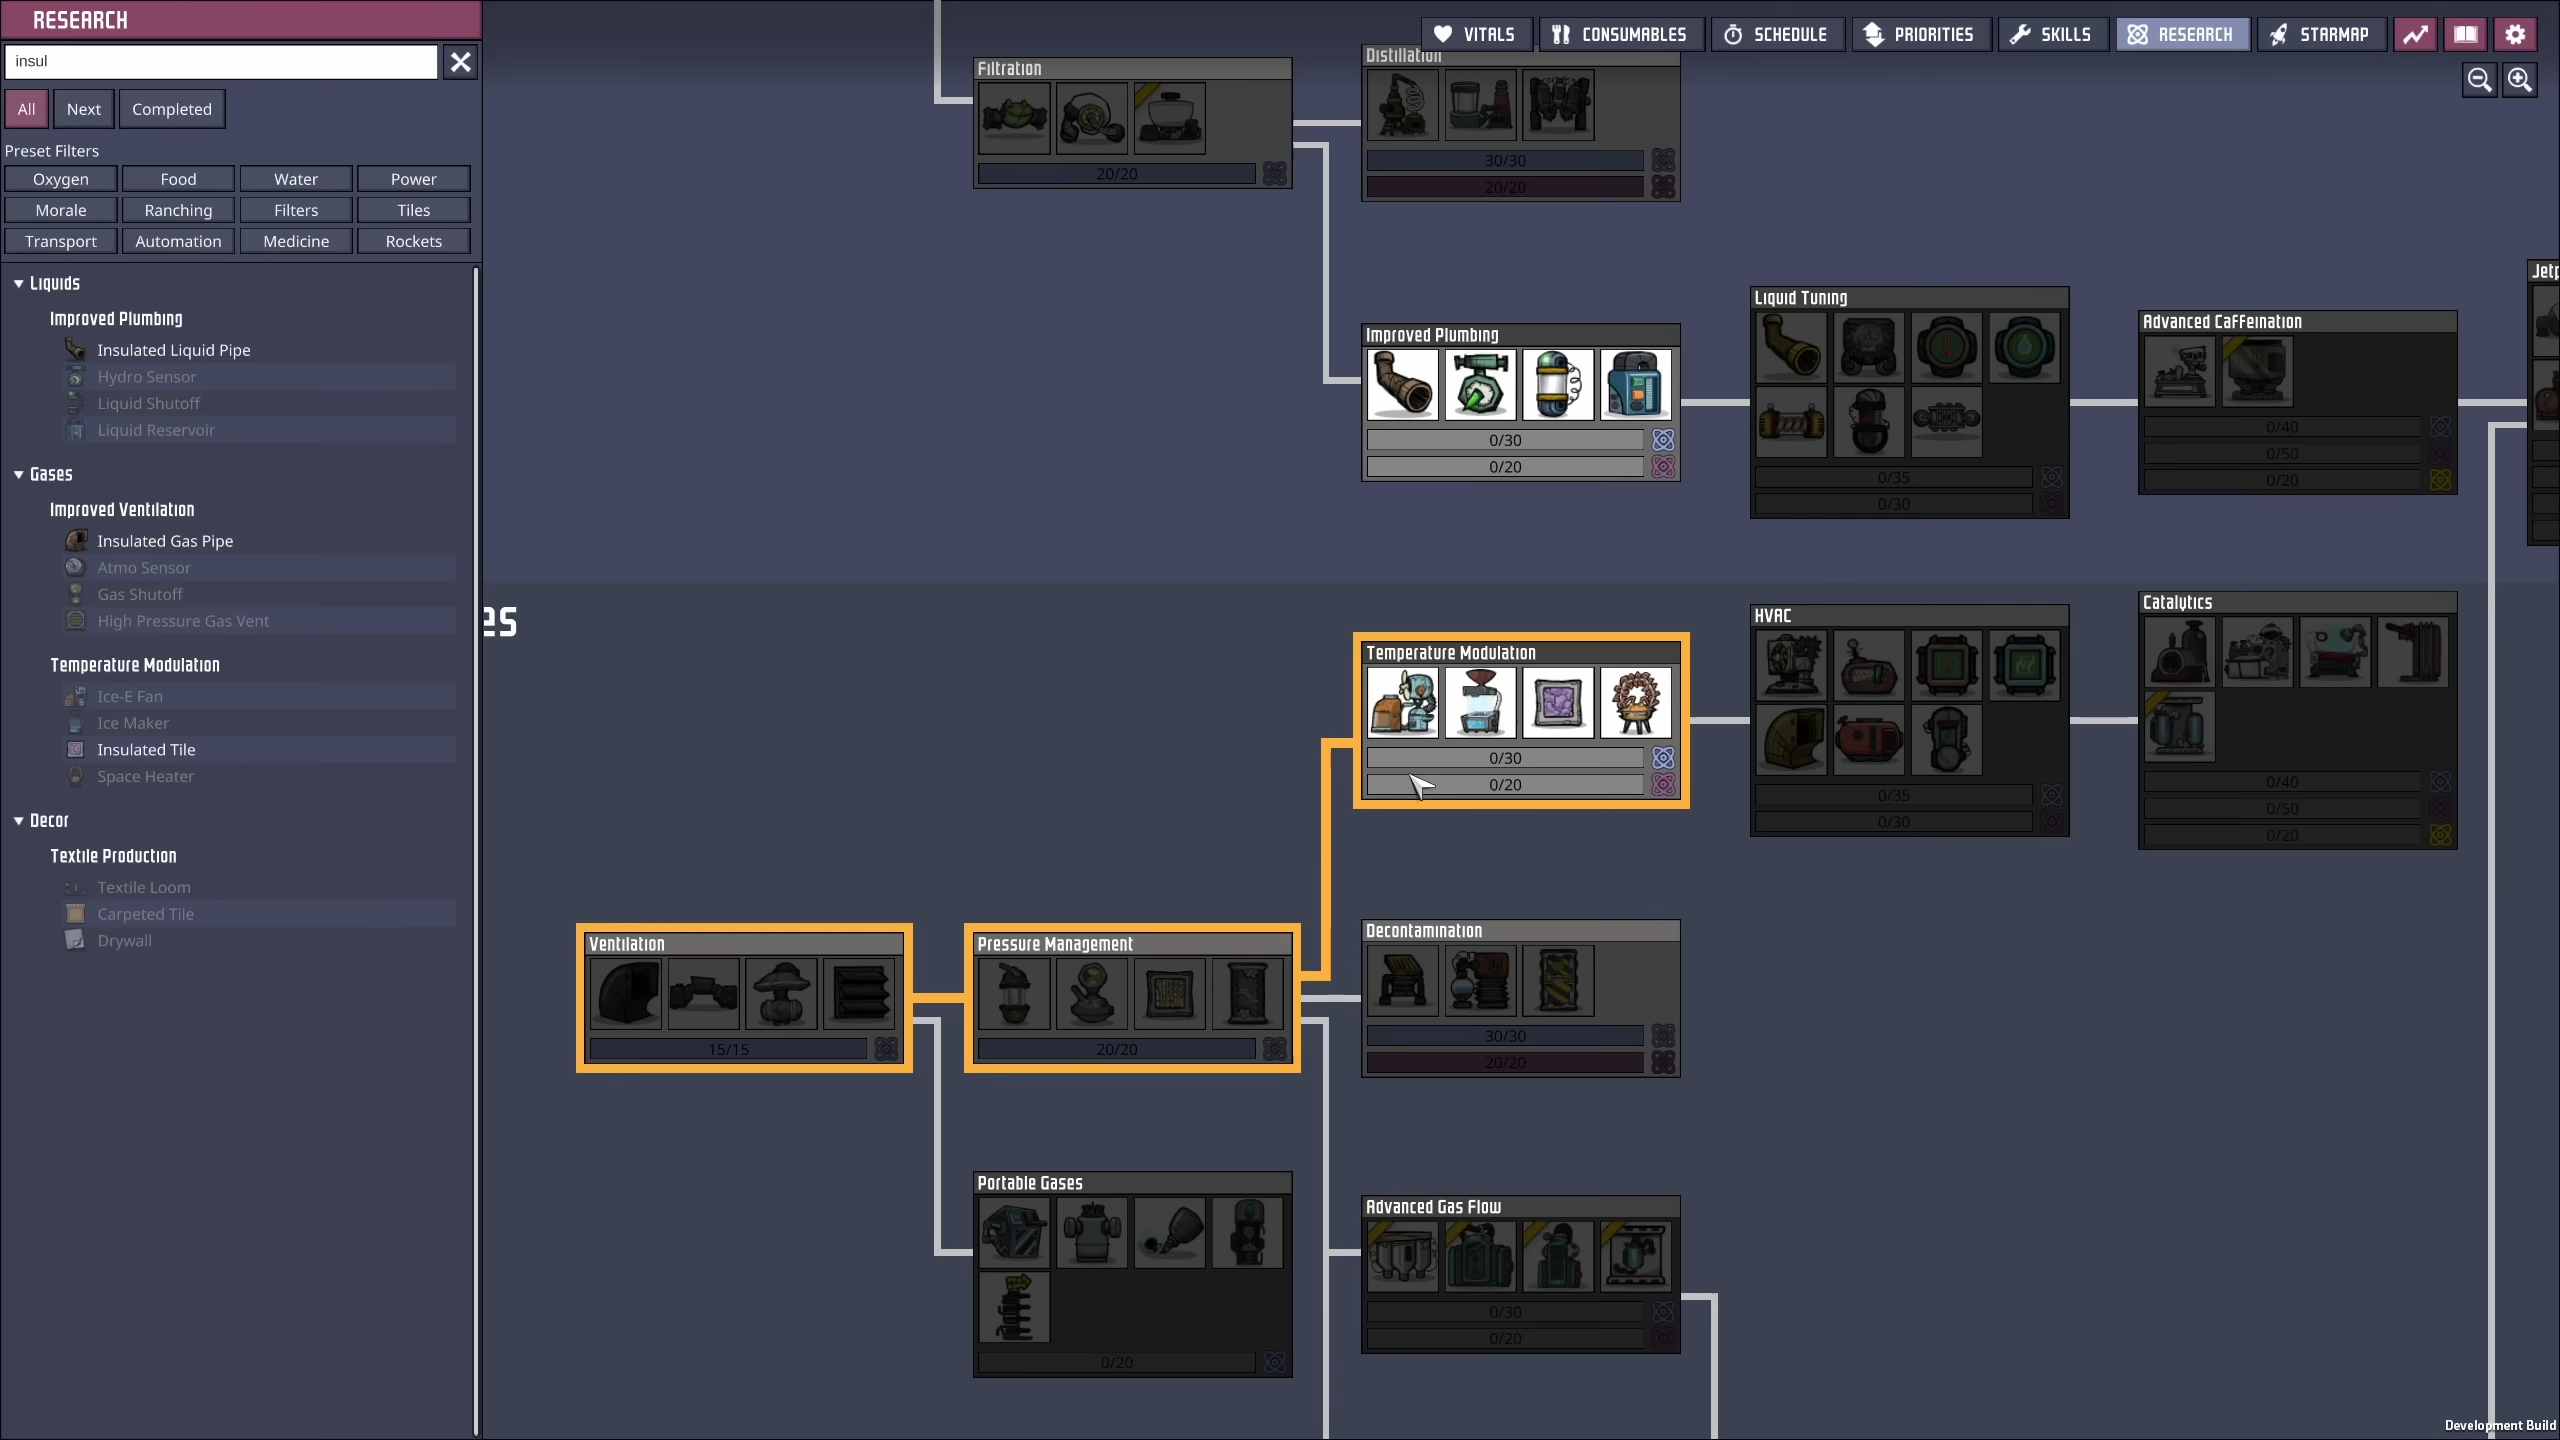 RESEARCH
insul
All
Next
Completed
Preset Filters
Oxygen
Food
Water
Power
Morale
Ranching
Filters
Tiles
Transport
Automation
Medicine
Rockets
Liquids
Improved Plumbing
Insulated Liquid Pipe
Hydro Sensor
Liquid Shutoff
Liquid Reservoir
Gases
Improved Ventilation
Insulated Gas Pipe
Atmo Sensor
Gas Shutoff
High Pressure Gas Vent
Temperature Modulation
Ice-E Fan
Ice Maker
Insulated Tile
Space Heater
Decor
Textile Production
Textile Loom
Carpeted Tile
Drywall
VITALS
CONSUMABLES
SCHEDULE
PRIORITIES
SKILLS
RESEARCH
STARMAP
Filtration
20/20
Distillation
30/30
20/20
Improved Plumbing
0/30
0/20
Liquid Tuning
0/35
0/30
Advanced Caffeination
0/40
0/50
0/20
Jetp
es
Temperature Modulation
0/30
0/20
HVAC
0/35
0/30
Catalytics
0/40
0/50
0/20
Ventilation
15/15
Pressure Management
20/20
Decontamination
30/30
20/20
Portable Gases
0/20
Advanced Gas Flow
0/30
0/20
Development Build